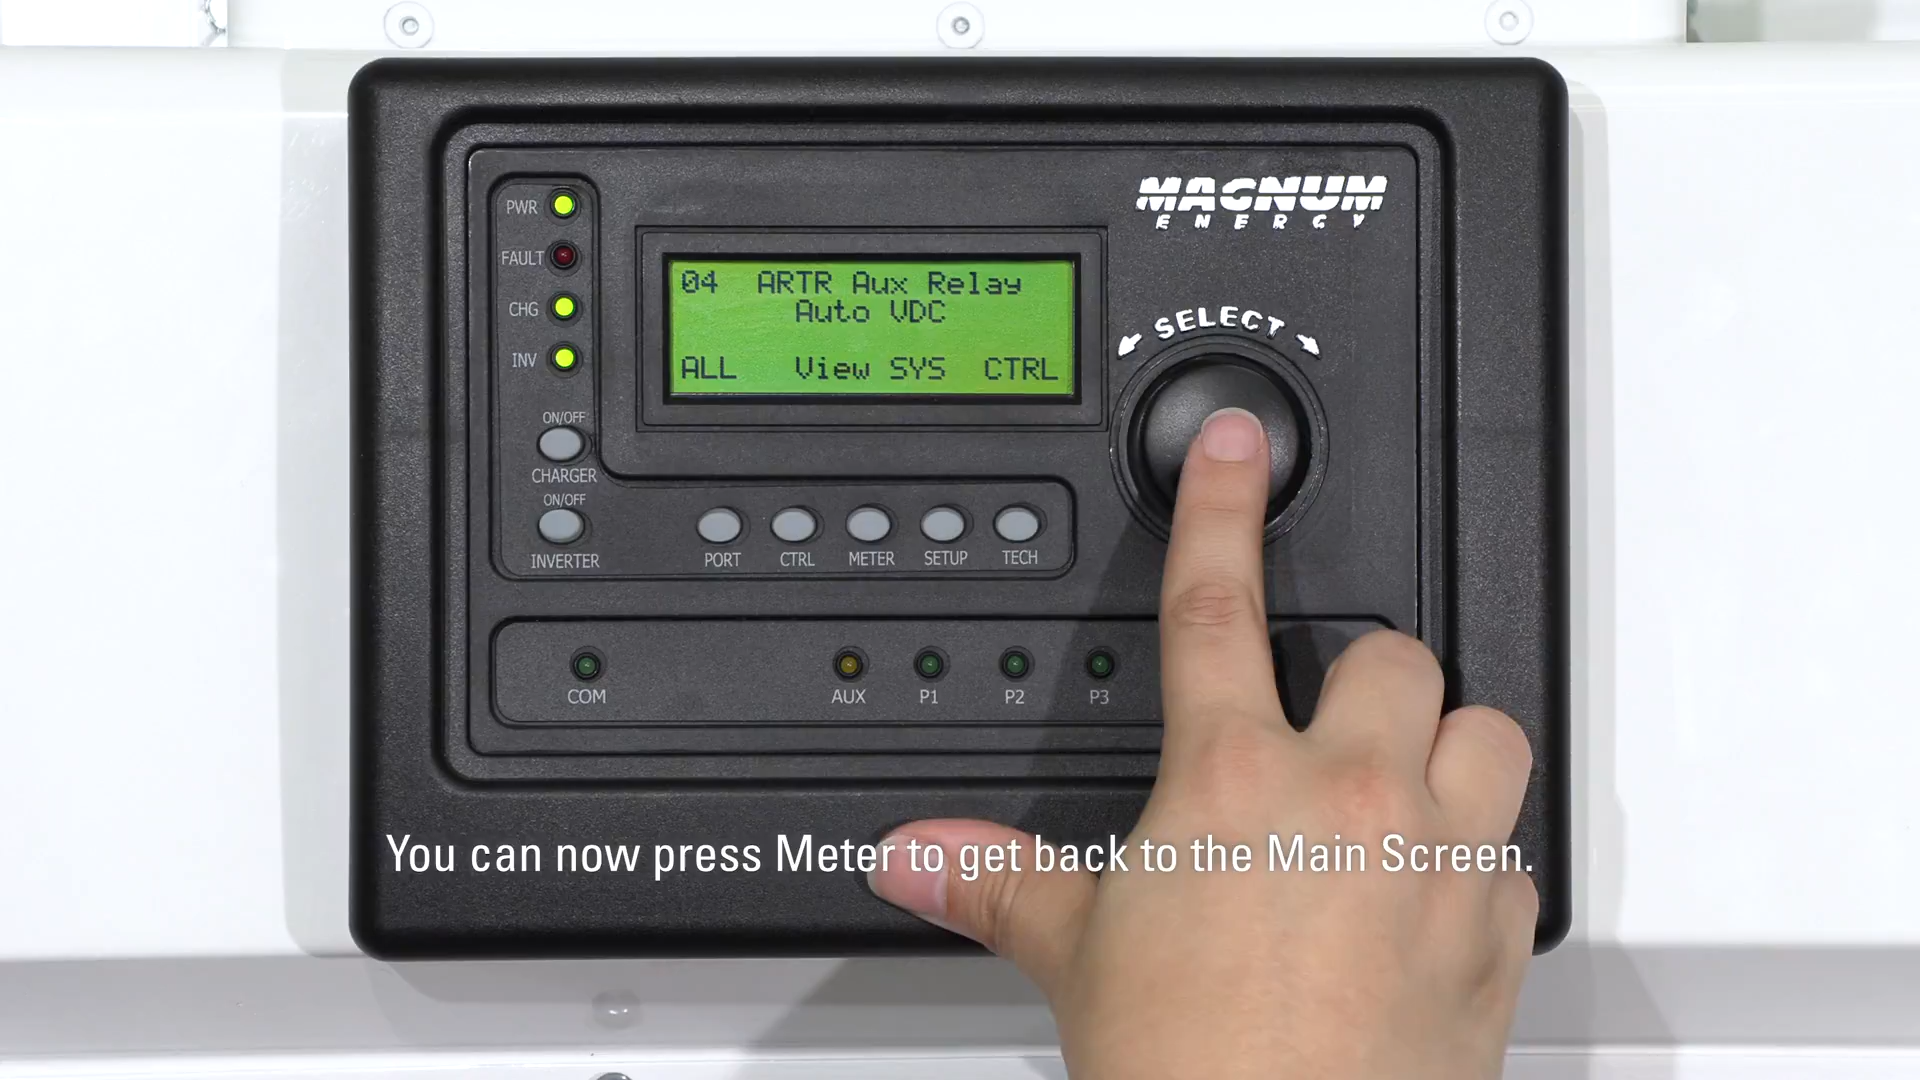 MAGNUM
ENERGY
PWR
FAULT
CHG
INV
04 ARTR Aux Relay
Auto VDC
ALL View SYS CTRL
SELECT
ON/OFF
CHARGER
ON/OFF
INVERTER
PORT CTRL METER SETUP TECH
COM AUX P1 P2 P3
You can now press Meter to get back to the Main Screen.